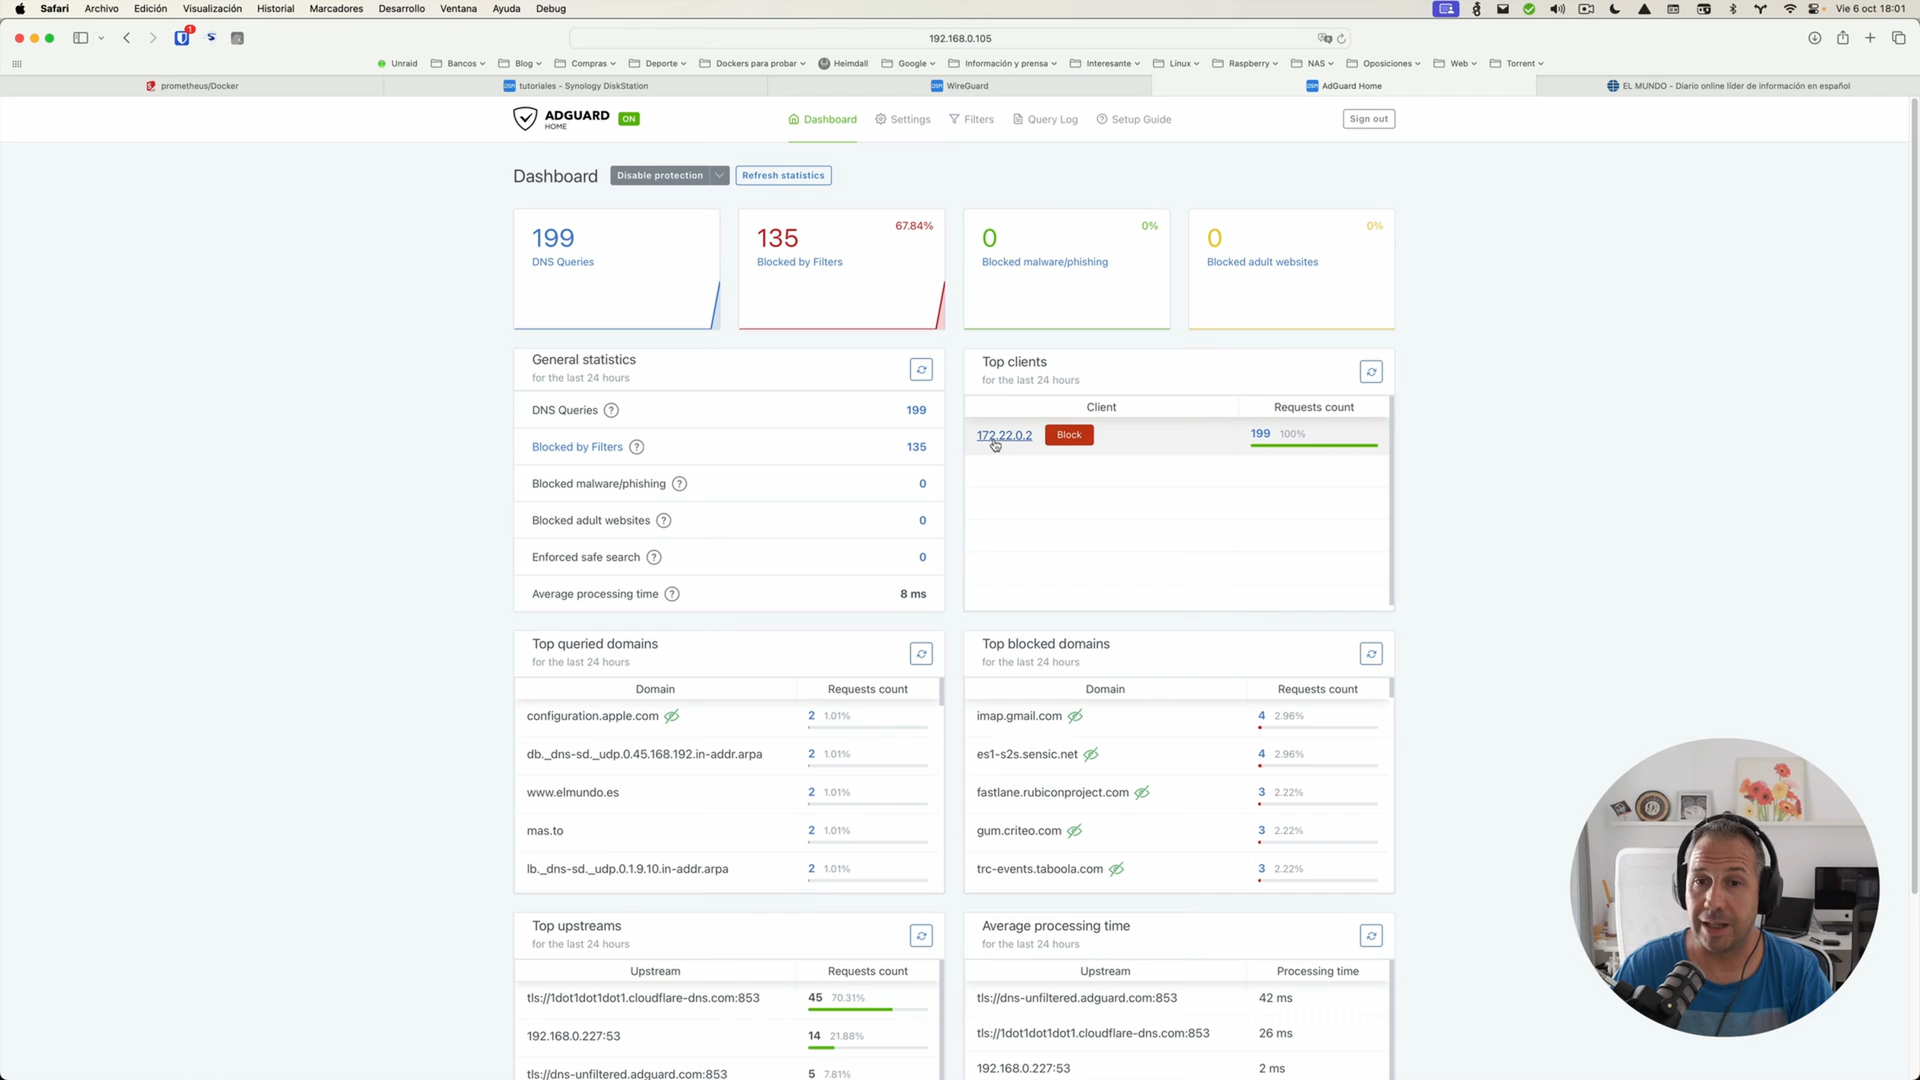 Safari Archivo Edición Visualización Historial Marcadores Desarrollo Ventana Ayuda Debug Vie 6 oct 18:01
1 192.168.0.105
Unraid Bancos Blog Compras Deporte Dockers para probar Heimdall Google Información y prensa Interesante Linux Raspberry NAS Oposiciones Web Torrent
prometheus/Docker DSM tutoriales - Synology DiskStation DSM WireGuard DSM AdGuard Home EL MUNDO - Diario online líder de información en español
ADGUARD
HOME
ON
Dashboard Settings Filters Query Log Setup Guide Sign out
Dashboard Disable protection Refresh statistics
199
DNS Queries
67.84%
135
Blocked by Filters
0%
0
Blocked malware/phishing
0%
0
Blocked adult websites
General statistics
for the last 24 hours
DNS Queries ? 199
Blocked by Filters ? 135
Blocked malware/phishing ? 0
Blocked adult websites ? 0
Enforced safe search ? 0
Average processing time ? 8 ms
Top clients
for the last 24 hours
Client Requests count
172.22.0.2 Block 199 100%
Top queried domains
for the last 24 hours
Domain Requests count
configuration.apple.com 2 1.01%
db._dns-sd._udp.0.45.168.192.in-addr.arpa 2 1.01%
www.elmundo.es 2 1.01%
mas.to 2 1.01%
lb._dns-sd._udp.0.1.9.10.in-addr.arpa 2 1.01%
Top blocked domains
for the last 24 hours
Domain Requests count
imap.gmail.com 4 2.96%
es1-s2s.sensic.net 4 2.96%
fastlane.rubiconproject.com 3 2.22%
gum.criteo.com 3 2.22%
trc-events.taboola.com 3 2.22%
Top upstreams
for the last 24 hours
Upstream Requests count
tls://1dot1dot1dot1.cloudflare-dns.com:853 45 70.31%
192.168.0.227:53 14 21.88%
tls://dns-unfiltered.adguard.com:853 5 7.81%
Average processing time
for the last 24 hours
Upstream Processing time
tls://dns-unfiltered.adguard.com:853 42 ms
tls://1dot1dot1dot1.cloudflare-dns.com:853 26 ms
192.168.0.227:53 2 ms